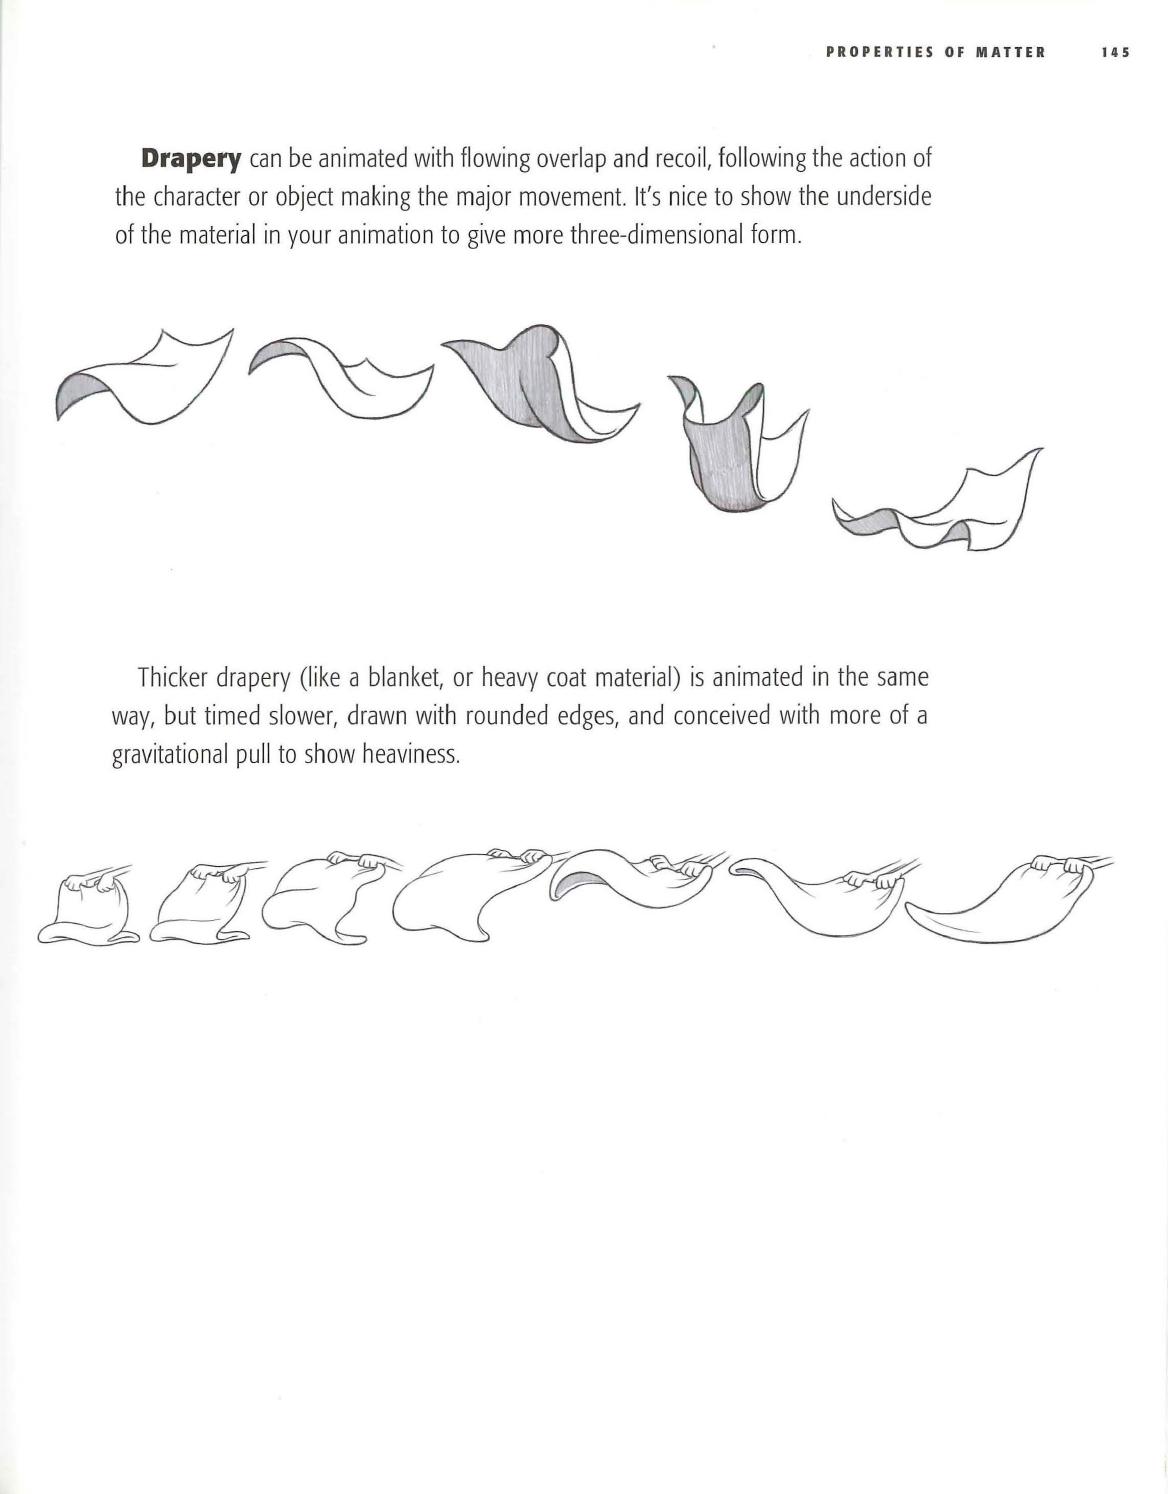 PROPERTIES OF MATTER 145
Drapery can be animated with flowing overlap and recoil, following the action of
the character or object making the major movement. It's nice to show the underside
of the material in your animation to give more three-dimensional form.
Thicker drapery (like a blanket, or heavy coat material) is animated in the same
way, but timed slower, drawn with rounded edges, and conceived with more of a
gravitational pull to show heaviness.